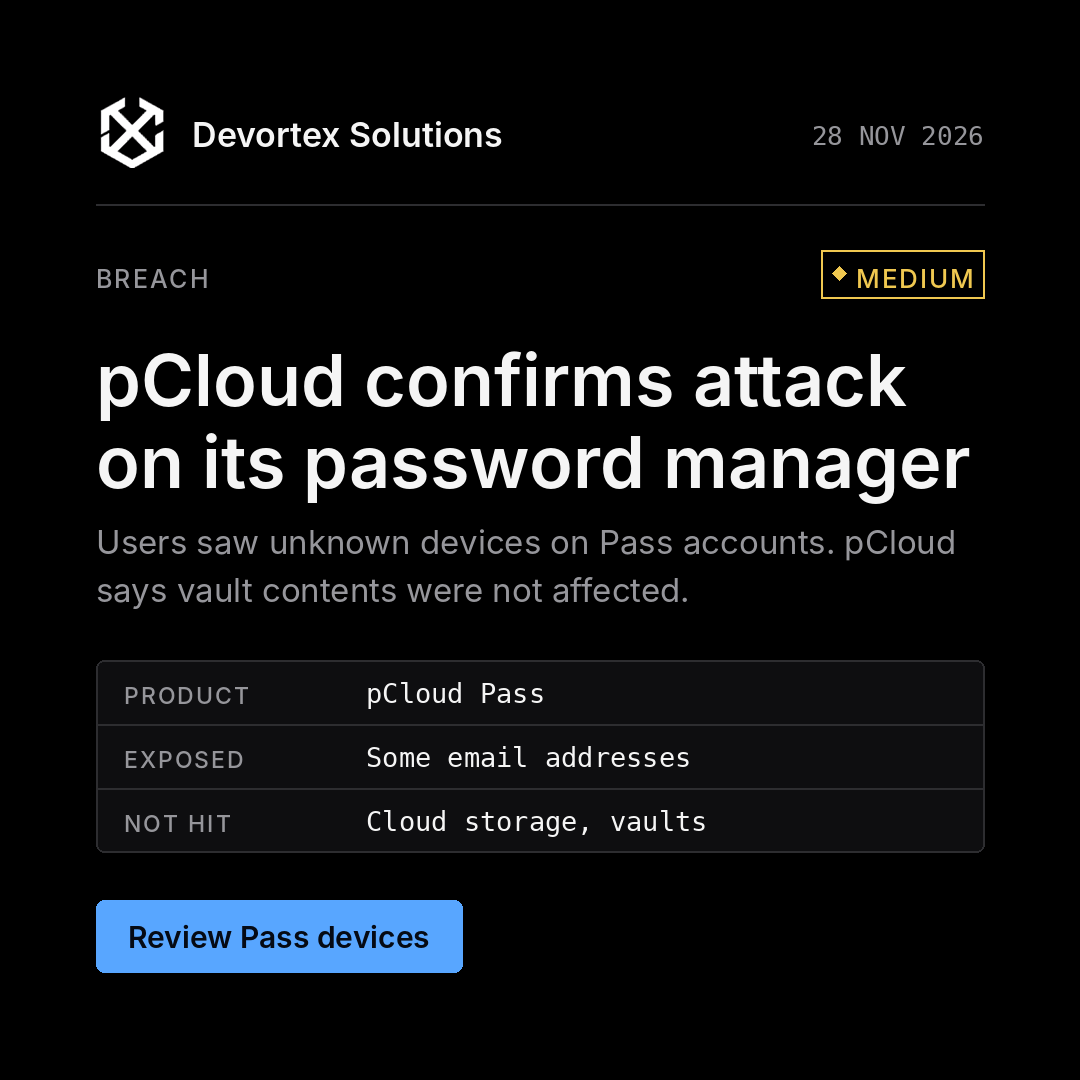 Devortex Solutions
28 NOV 2026
BREACH
MEDIUM
pCloud confirms attack
on its password manager
Users saw unknown devices on Pass accounts. pCloud
says vault contents were not affected.
PRODUCT pCloud Pass
EXPOSED Some email addresses
NOT HIT Cloud storage, vaults
Review Pass devices